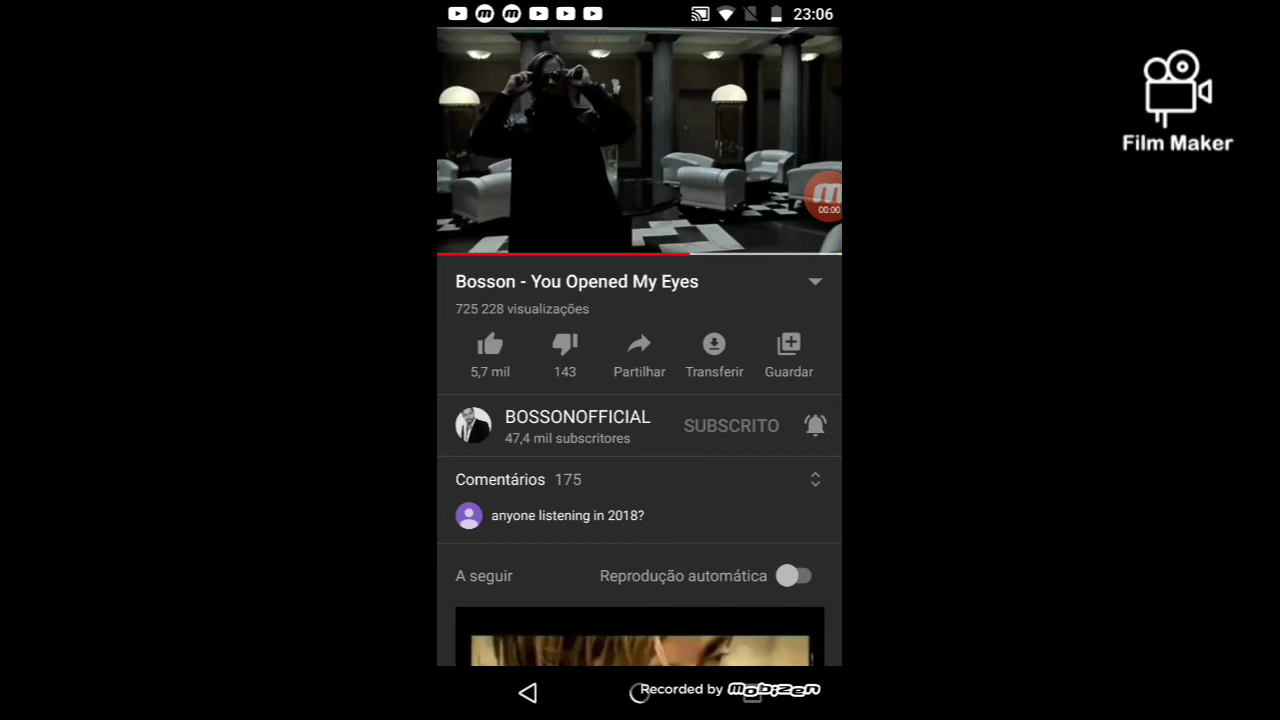 23:06
Film Maker
00:00
Bosson - You Opened My Eyes
725 228 visualizações
5,7 mil
143
Partilhar
Transferir
Guardar
BOSSONOFFICIAL
SUBSCRITO
47,4 mil subscritores
Comentários 175
anyone listening in 2018?
A seguir
Reprodução automática
Recorded by mobizen